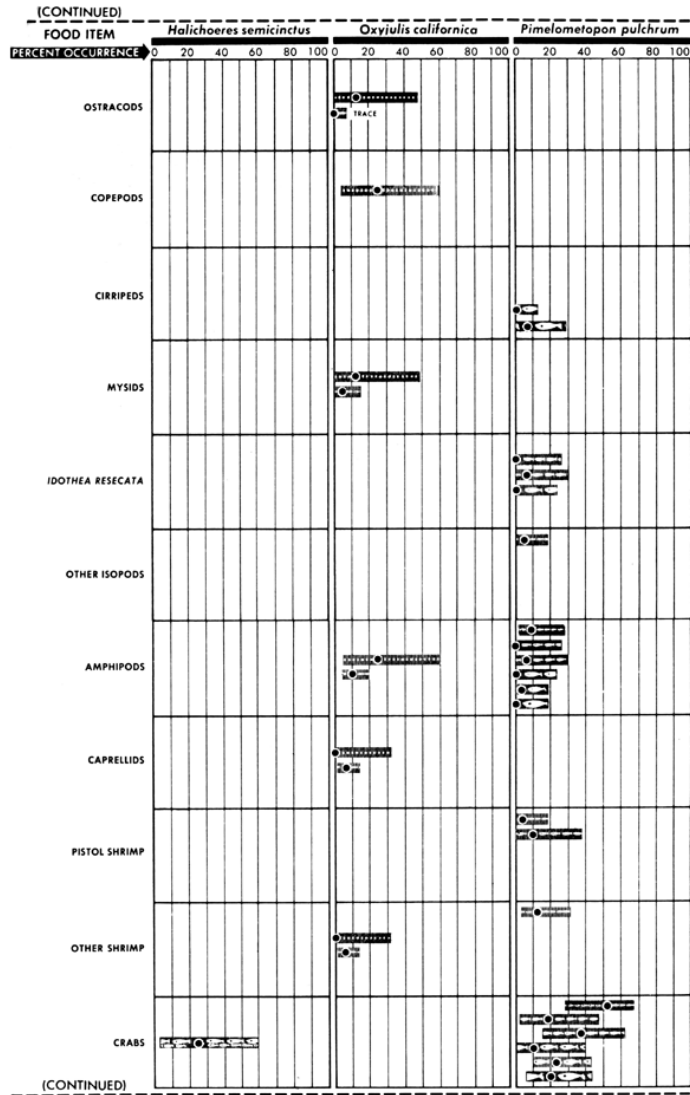 (CONTINUED)
FOOD ITEM Halichoeres semicinctus Oxyjulis californica Pimelometopon pulchrum
PERCENT OCCURRENCE 20 40 60 80 100 0 20 40 60 80 100 0 20 40 60 80 100
OSTRACODS
TRACE
COPEPODS
CIRRIPEDS
MYSIDS
IDOTHEA RESECATA
OTHER ISOPODS
AMPHIPODS
CAPRELLIDS
PISTOL SHRIMP
OTHER SHRIMP
CRABS
(CONTINUED)